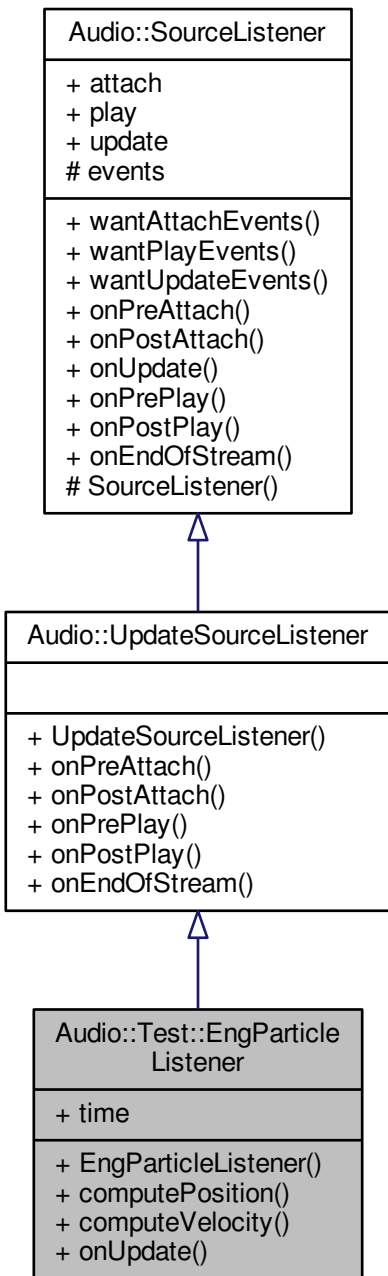 Audio::SourceListener
+ attach
+ play
+ update
# events
+ wantAttachEvents()
+ wantPlayEvents()
+ wantUpdateEvents()
+ onPreAttach()
+ onPostAttach()
+ onUpdate()
+ onPrePlay()
+ onPostPlay()
+ onEndOfStream()
# SourceListener()
Audio::UpdateSourceListener
+ UpdateSourceListener()
+ onPreAttach()
+ onPostAttach()
+ onPrePlay()
+ onPostPlay()
+ onEndOfStream()
Audio::Test::EngParticle
Listener
+ time
+ EngParticleListener()
+ computePosition()
+ computeVelocity()
+ onUpdate()